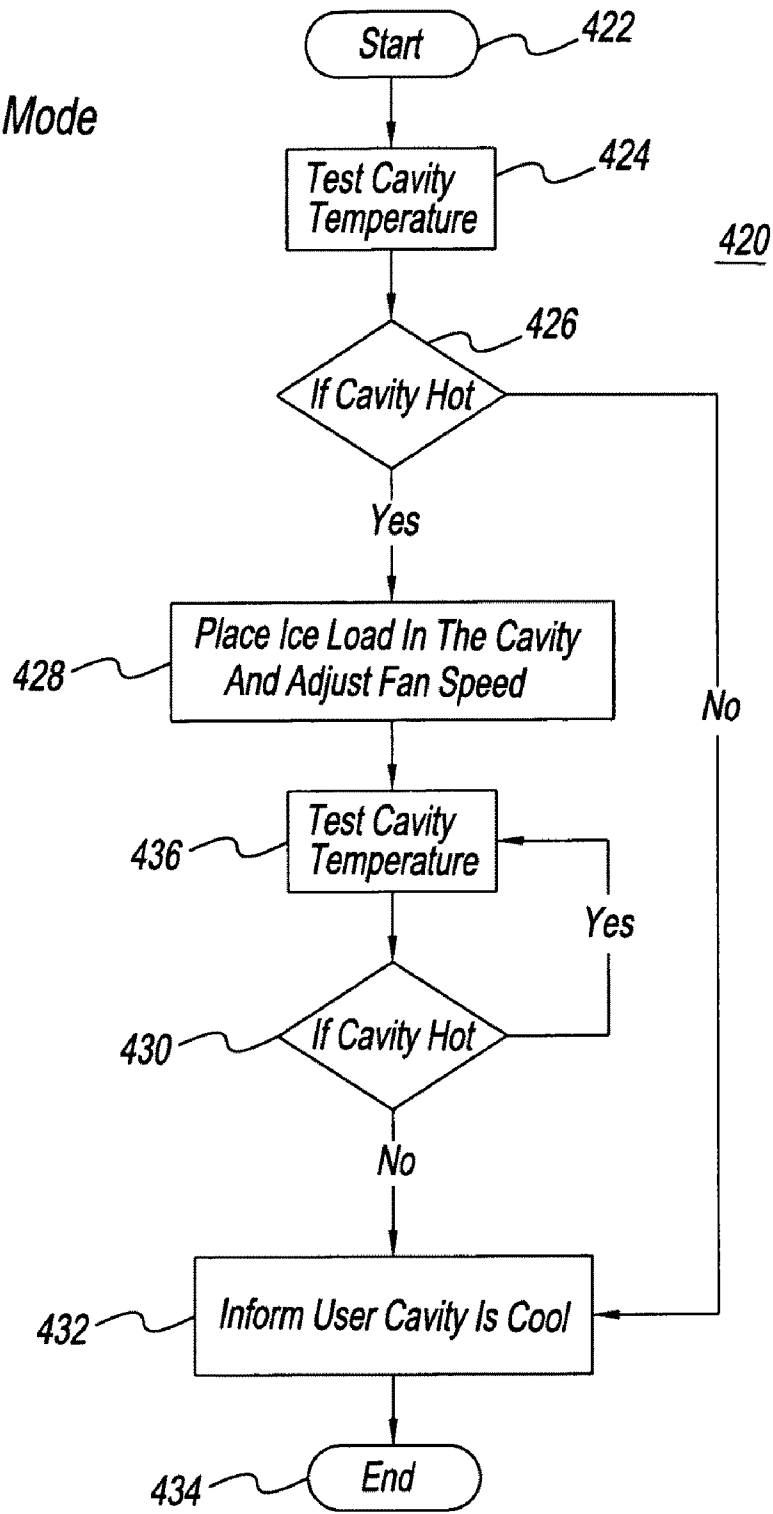 Start
422
Mode
Test Cavity
Temperature
424
420
426
If Cavity Hot
Yes
Place Ice Load In The Cavity
And Adjust Fan Speed
428
No
Test Cavity
Temperature
436
Yes
If Cavity Hot
430
No
Inform User Cavity Is Cool
432
End
434